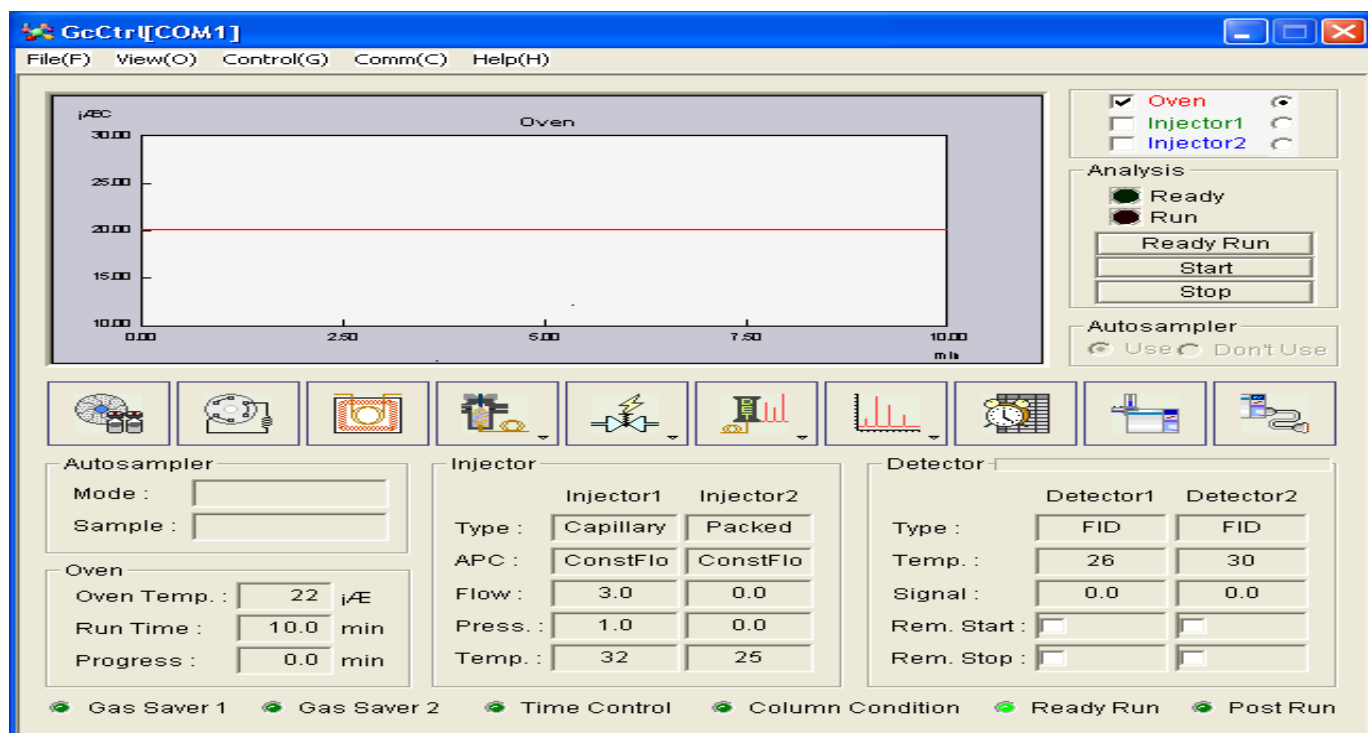 GcCtrl[COM1]
File(F) View(O) Control(G) Comm(C) Help(H)
¡ÆC
Oven
30.00
25.00
20.00
15.00
10.00
0.00 2.50 5.00 7.50 10.00
min
Oven
Injector1
Injector2
Analysis
Ready
Run
Ready Run
Start
Stop
Autosampler
Use Don't Use
Autosampler
Mode :
Sample :
Oven
Oven Temp. : 22 ¡Æ
Run Time : 10.0 min
Progress : 0.0 min
Injector
Injector1 Injector2
Type : Capillary Packed
APC : ConstFlo ConstFlo
Flow : 3.0 0.0
Press. : 1.0 0.0
Temp. : 32 25
Detector
Detector1 Detector2
Type : FID FID
Temp. : 26 30
Signal : 0.0 0.0
Rem. Start :
Rem. Stop :
Gas Saver 1 Gas Saver 2 Time Control Column Condition Ready Run Post Run